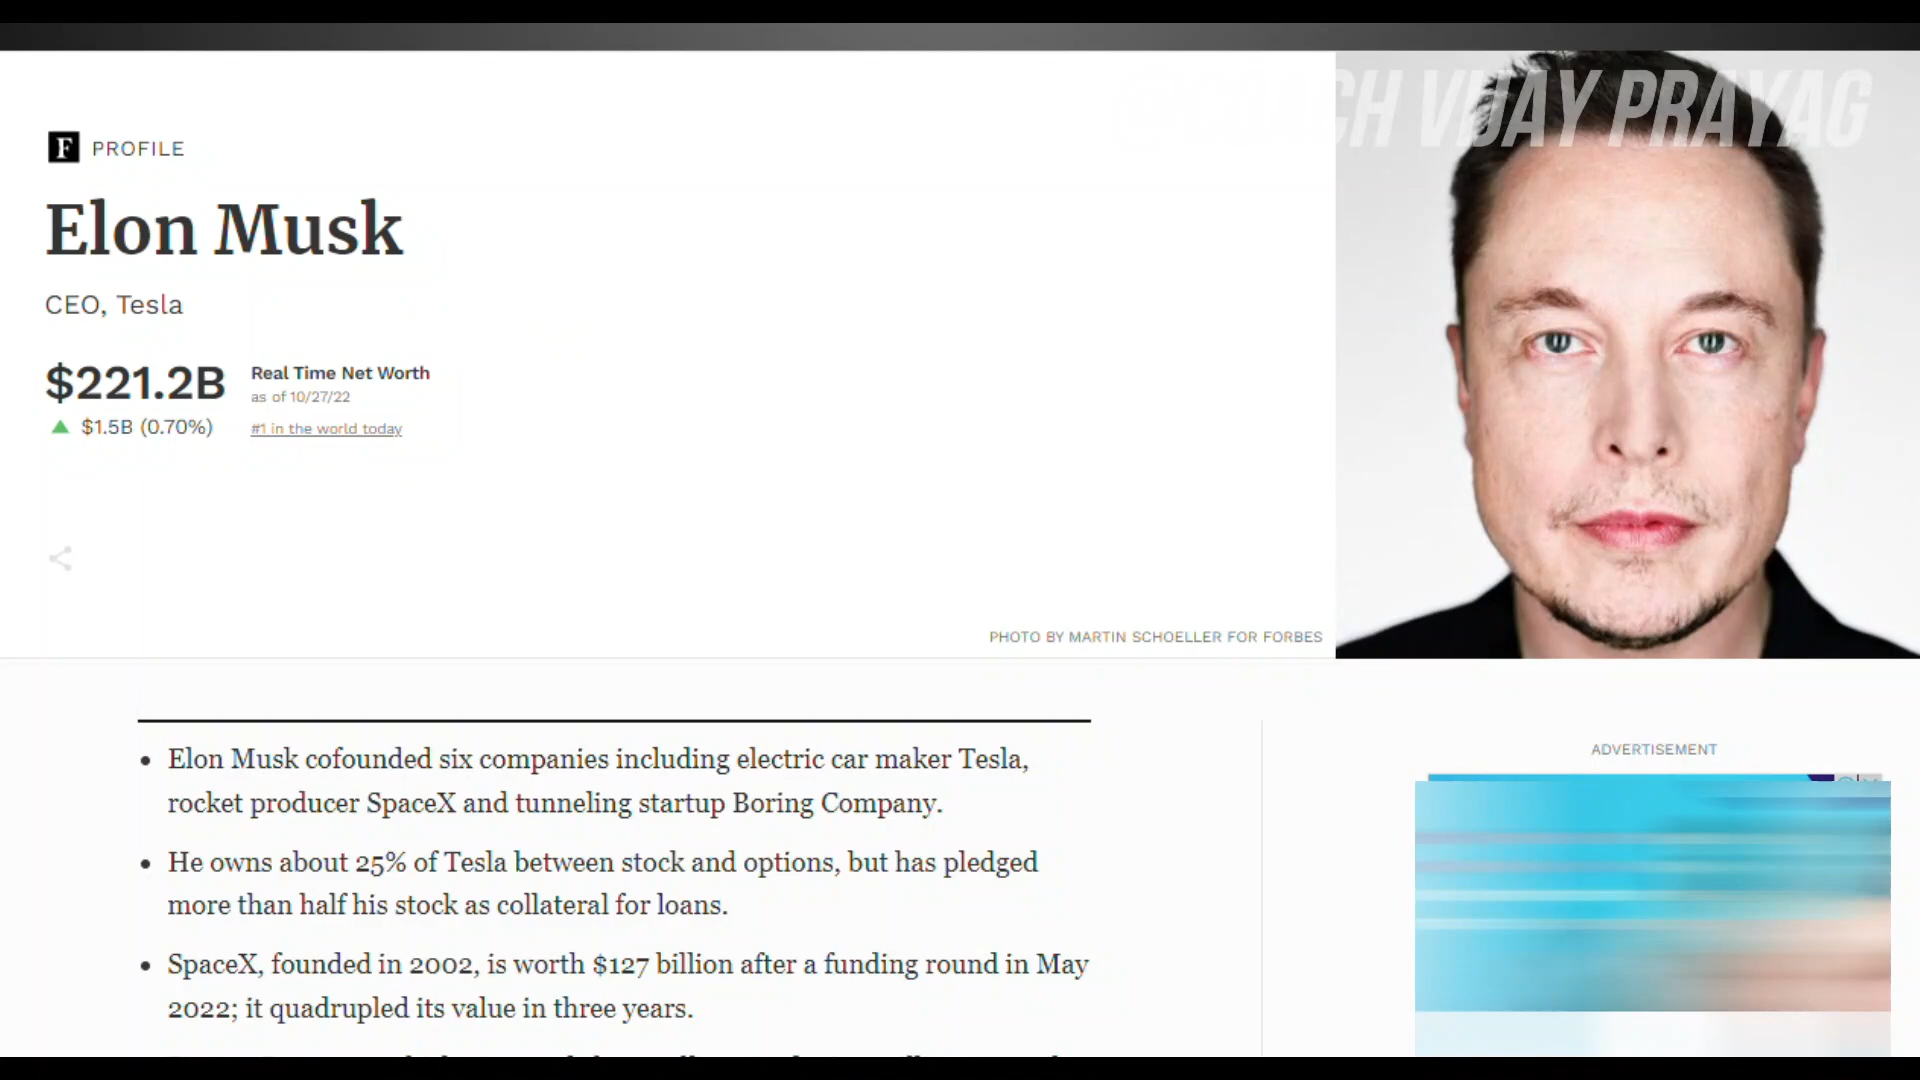 CH VIJAY PRAYAG
F PROFILE
Elon Musk
CEO, Tesla
$221.2B
Real Time Net Worth
as of 10/27/22
$1.5B (0.70%)
#1 in the world today
PHOTO BY MARTIN SCHOELLER FOR FORBES
• Elon Musk cofounded six companies including electric car maker Tesla,
rocket producer SpaceX and tunneling startup Boring Company.
• He owns about 25% of Tesla between stock and options, but has pledged
more than half his stock as collateral for loans.
• SpaceX, founded in 2002, is worth $127 billion after a funding round in May
2022; it quadrupled its value in three years.
ADVERTISEMENT